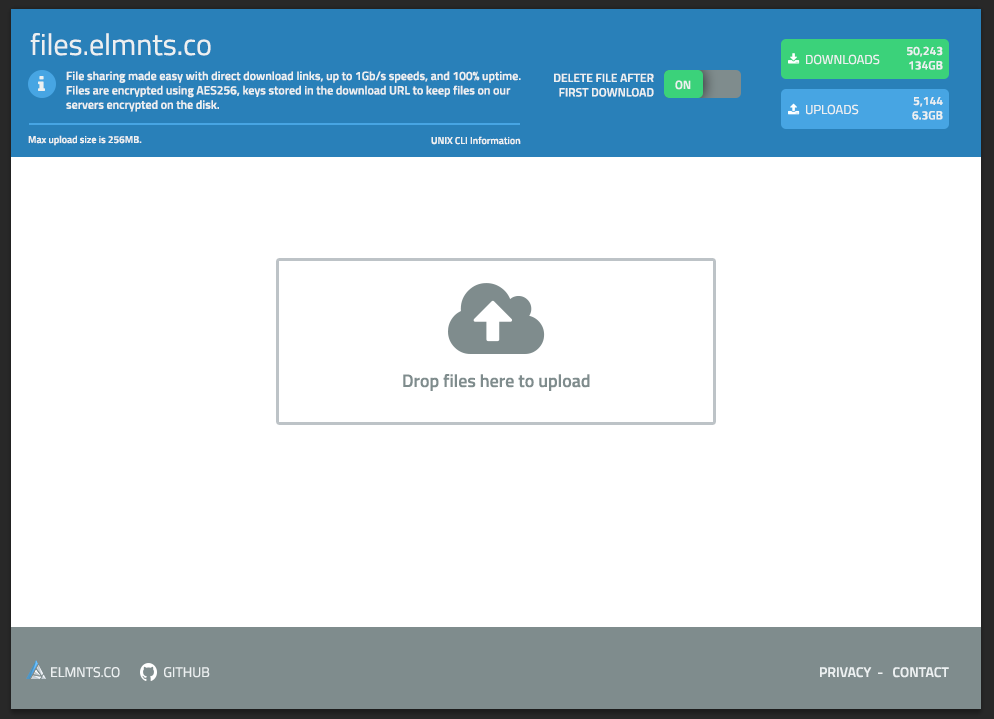 files.elmnts.co
File sharing made easy with direct download links, up to 1Gb/s speeds, and 100% uptime.
Files are encrypted using AES256, keys stored in the download URL to keep files on our
servers encrypted on the disk.
Max upload size is 256MB.
UNIX CLI Information
DELETE FILE AFTER
FIRST DOWNLOAD
ON
DOWNLOADS
50,243
134GB
UPLOADS
5,144
6.3GB
Drop files here to upload
ELMNTS.CO
GITHUB
PRIVACY - CONTACT